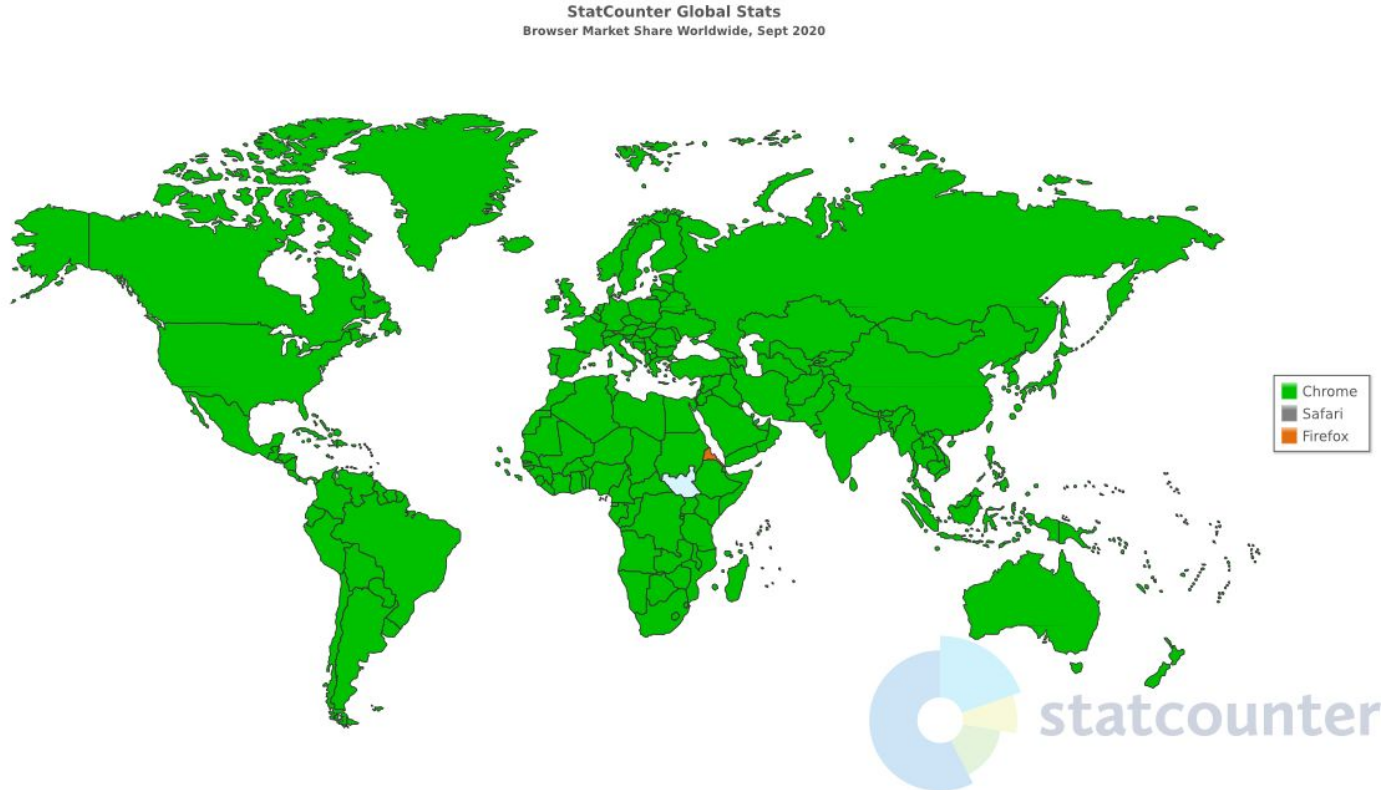 StatCounter Global Stats
Browser Market Share Worldwide, Sept 2020
Chrome
Safari
Firefox
statcounter